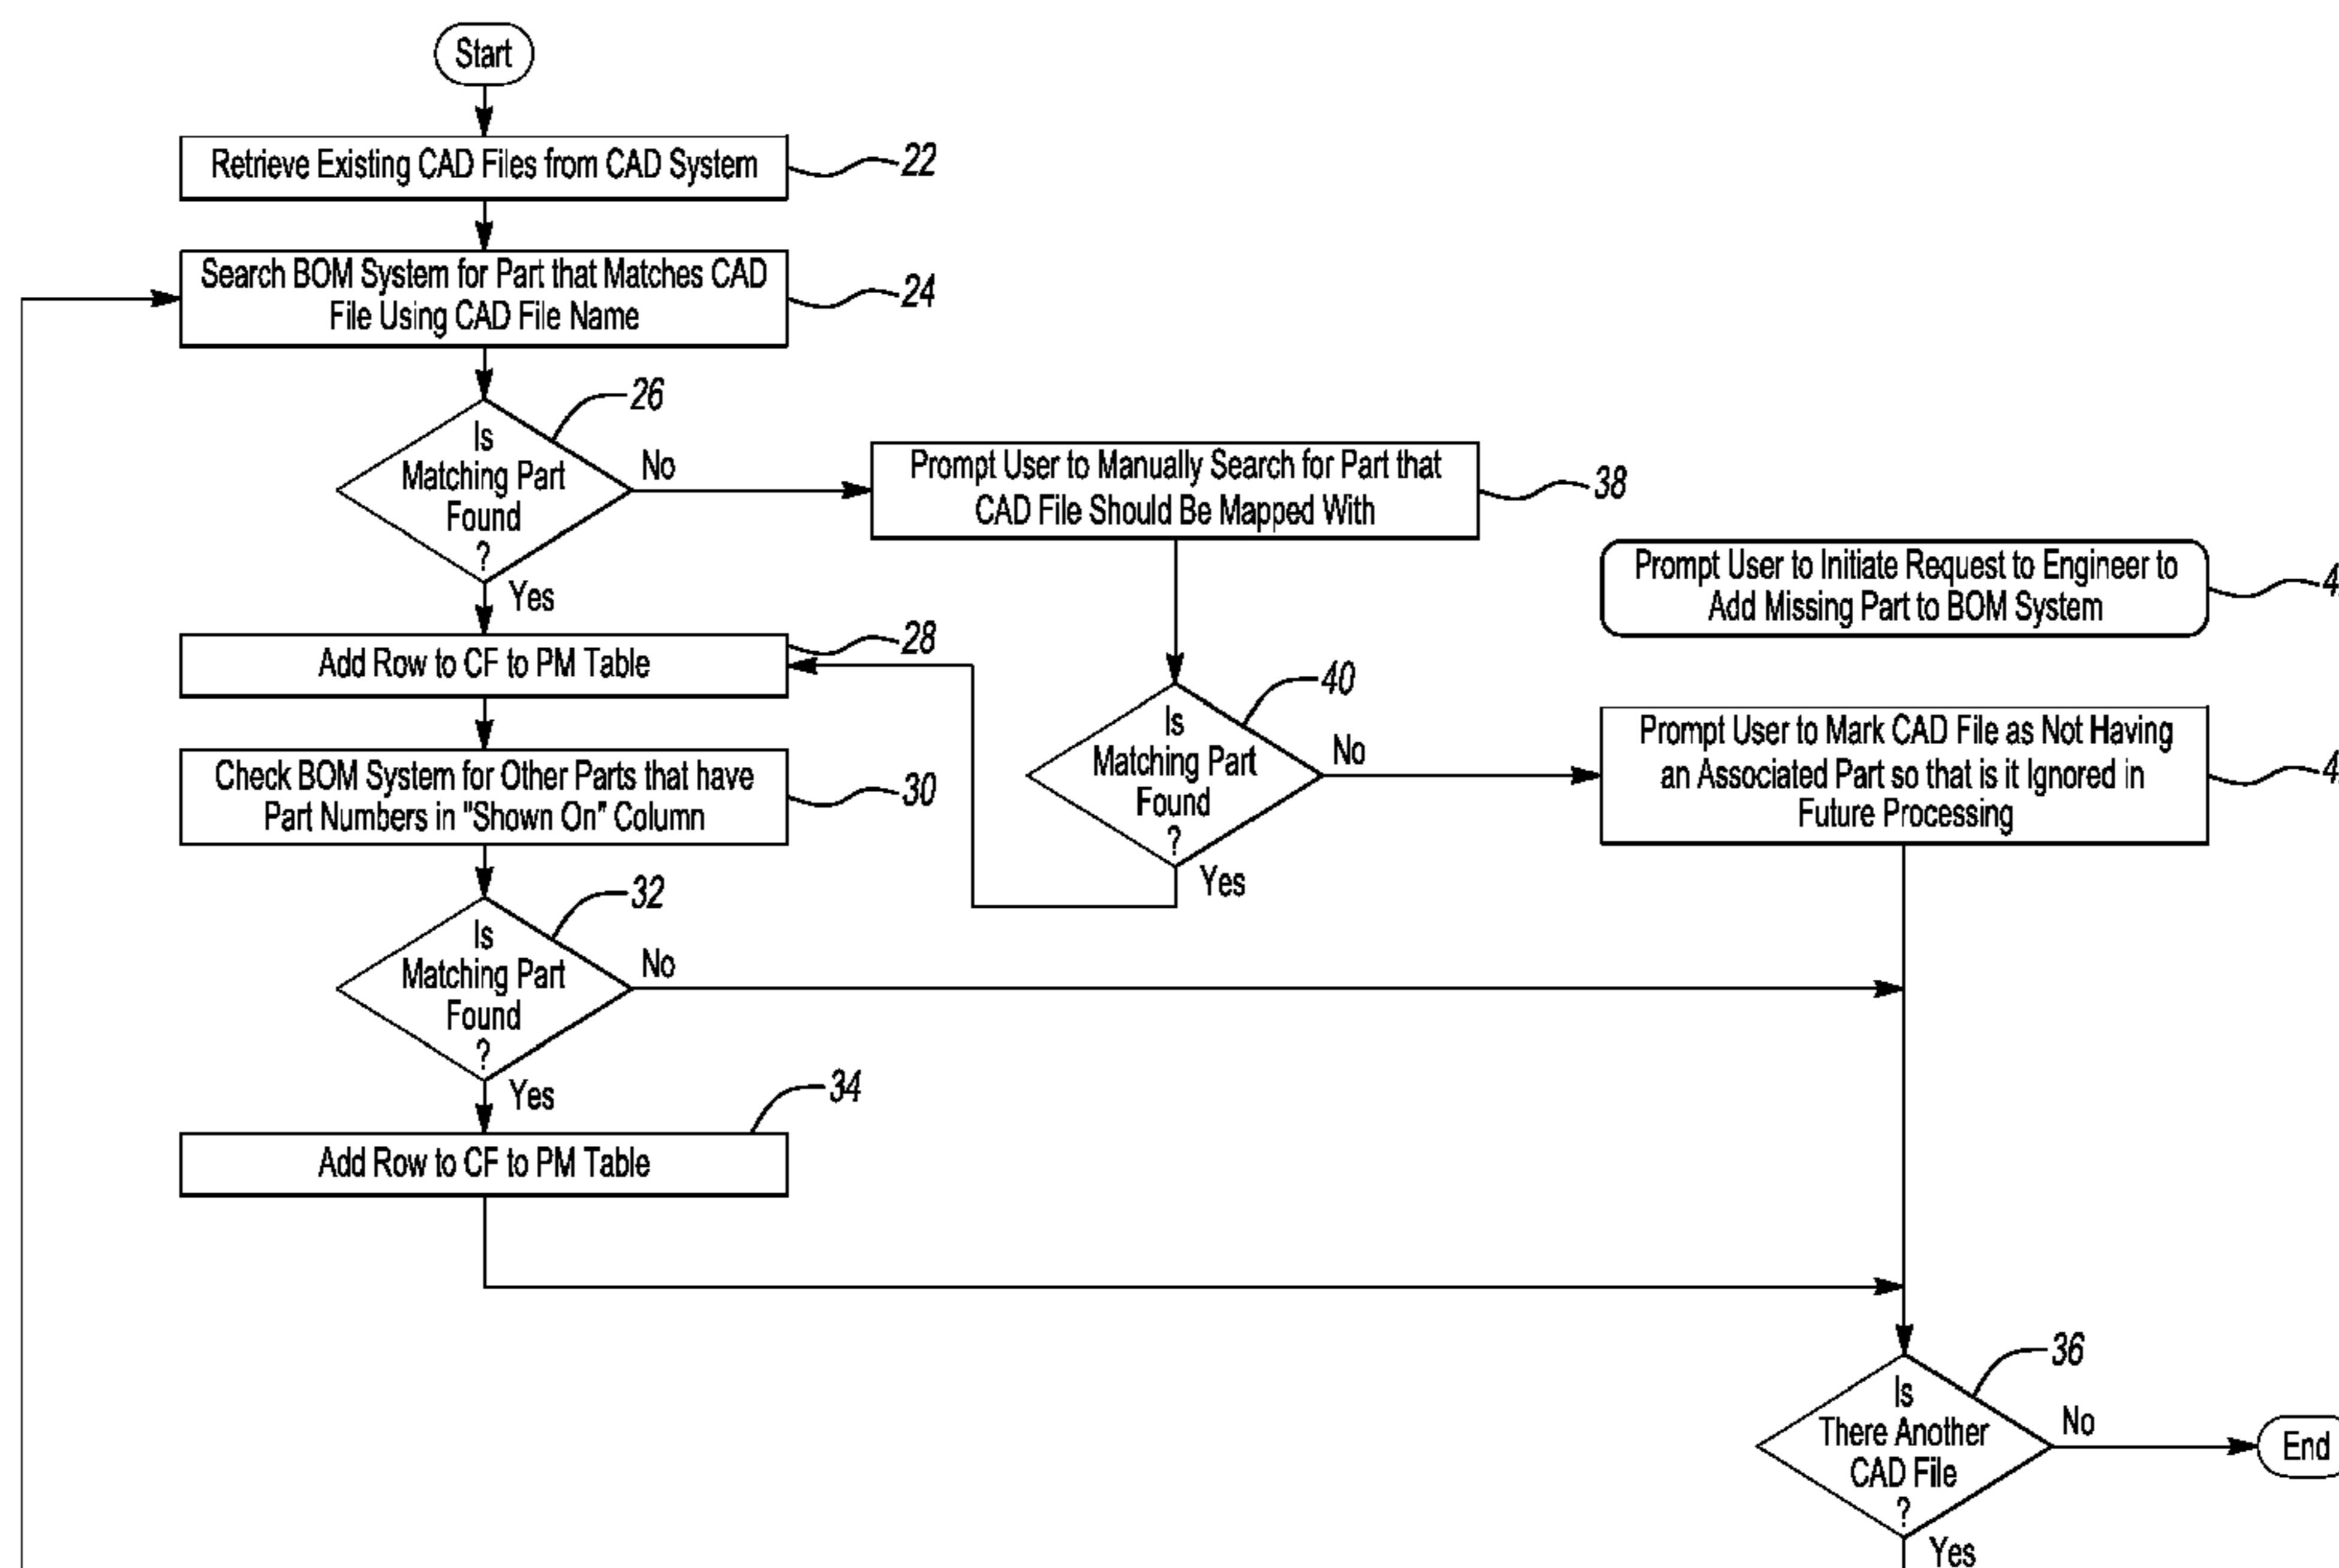 Start
Retrieve Existing CAD Files from CAD System
22
Search BOM System for Part that Matches CAD
File Using CAD File Name
24
26
Is
Matching Part
Found
?
No
Yes
Prompt User to Manually Search for Part that
CAD File Should Be Mapped With
38
Prompt User to Initiate Request to Engineer to
Add Missing Part to BOM System
Add Row to CF to PM Table
28
40
Is
Matching Part
Found
?
No
Yes
Prompt User to Mark CAD File as Not Having
an Associated Part so that is it Ignored in
Future Processing
Check BOM System for Other Parts that have
Part Numbers in "Shown On" Column
30
32
Is
Matching Part
Found
?
No
Yes
34
Add Row to CF to PM Table
36
Is
There Another
CAD File
?
No
Yes
End